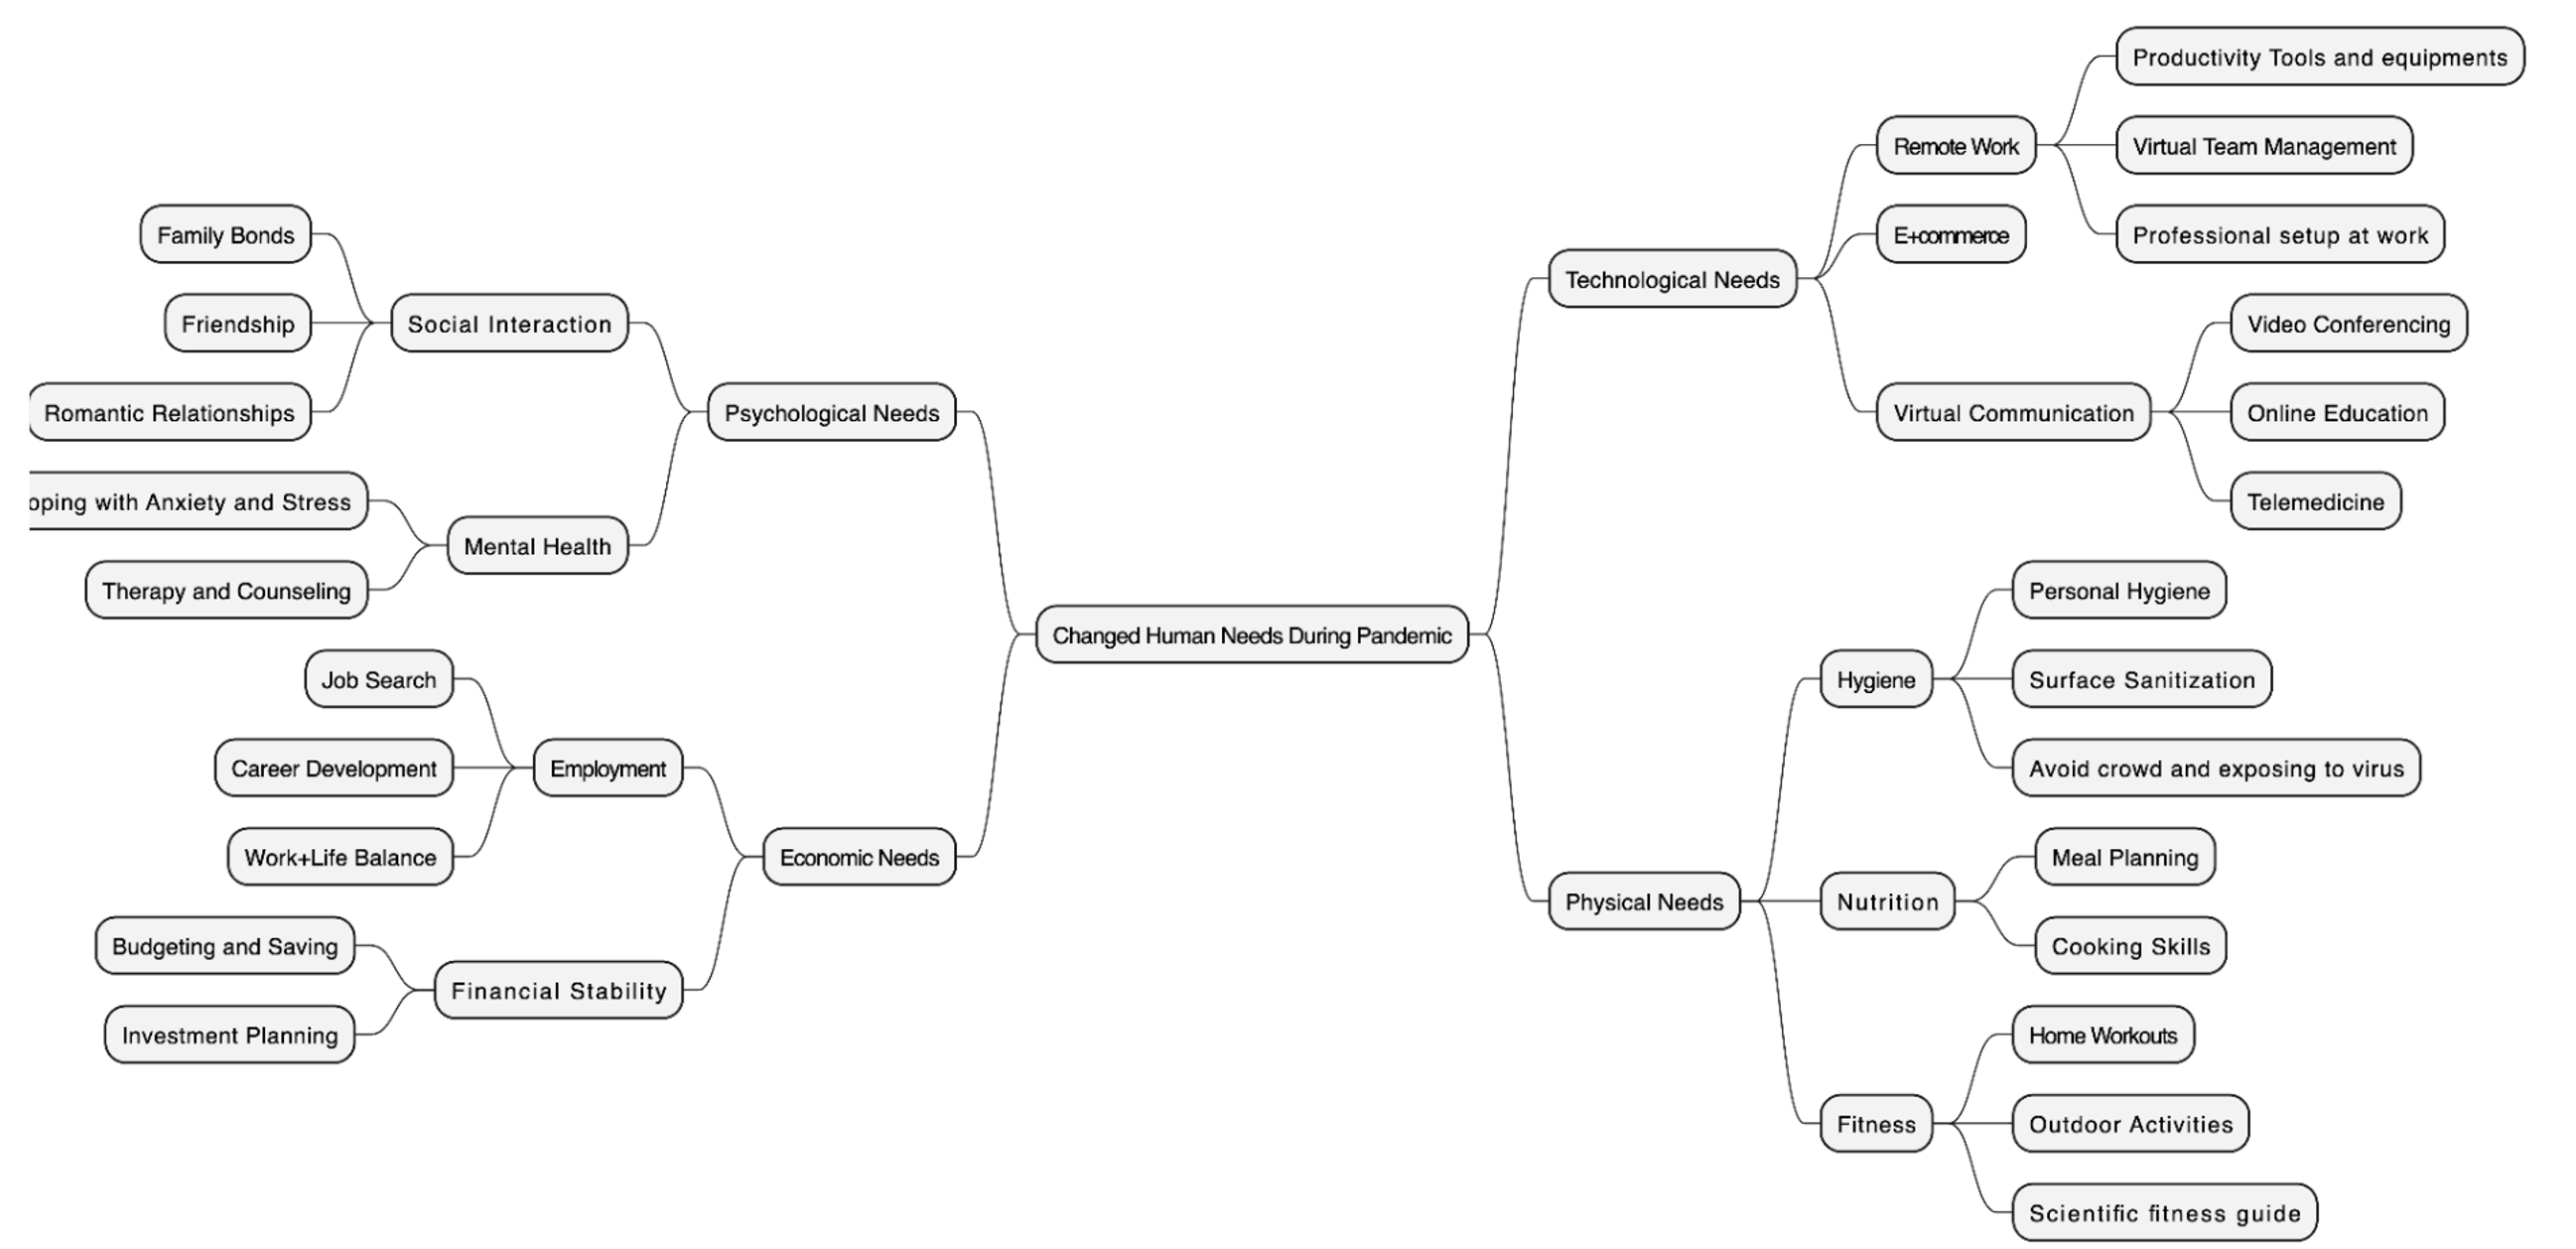 Productivity Tools and equipments
Remote Work
Virtual Team Management
Family Bonds
E+commerce
Professional setup at work
Technological Needs
Friendship
Social Interaction
Video Conferencing
Romantic Relationships
Psychological Needs
Virtual Communication
Online Education
oping with Anxiety and Stress
Telemedicine
Mental Health
Therapy and Counseling
Personal Hygiene
Changed Human Needs During Pandemic
Job Search
Hygiene
Surface Sanitization
Career Development
Employment
Avoid crowd and exposing to virus
Work+Life Balance
Economic Needs
Meal Planning
Physical Needs
Nutrition
Budgeting and Saving
Cooking Skills
Financial Stability
Investment Planning
Home Workouts
Fitness
Outdoor Activities
Scientific fitness guide